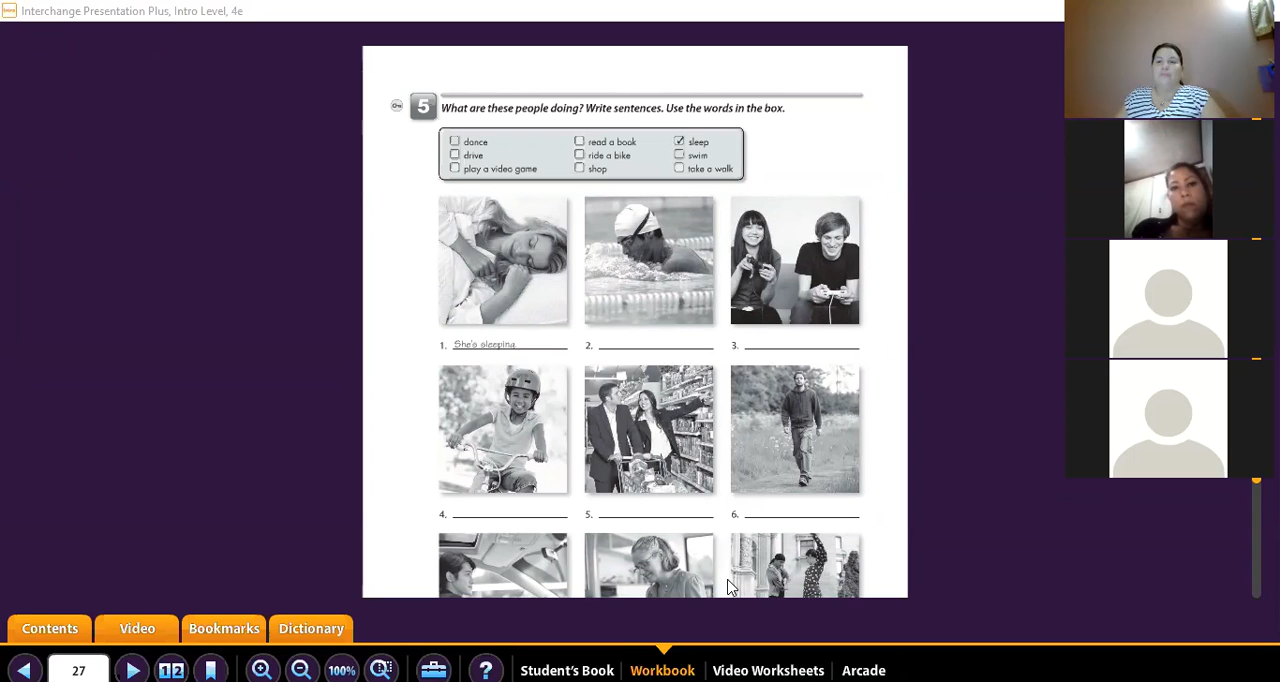 Interchange Presentation Plus, Intro Level, 4e
5 What are these people doing? Write sentences. Use the words in the box.
dance read a book sleep
drive ride a bike swim
play a video game shop take a walk
1. She's sleeping 2. 3.
4. 5. 6.
Contents Video Bookmarks Dictionary
27 1 2 100% ? Student's Book Workbook Video Worksheets Arcade